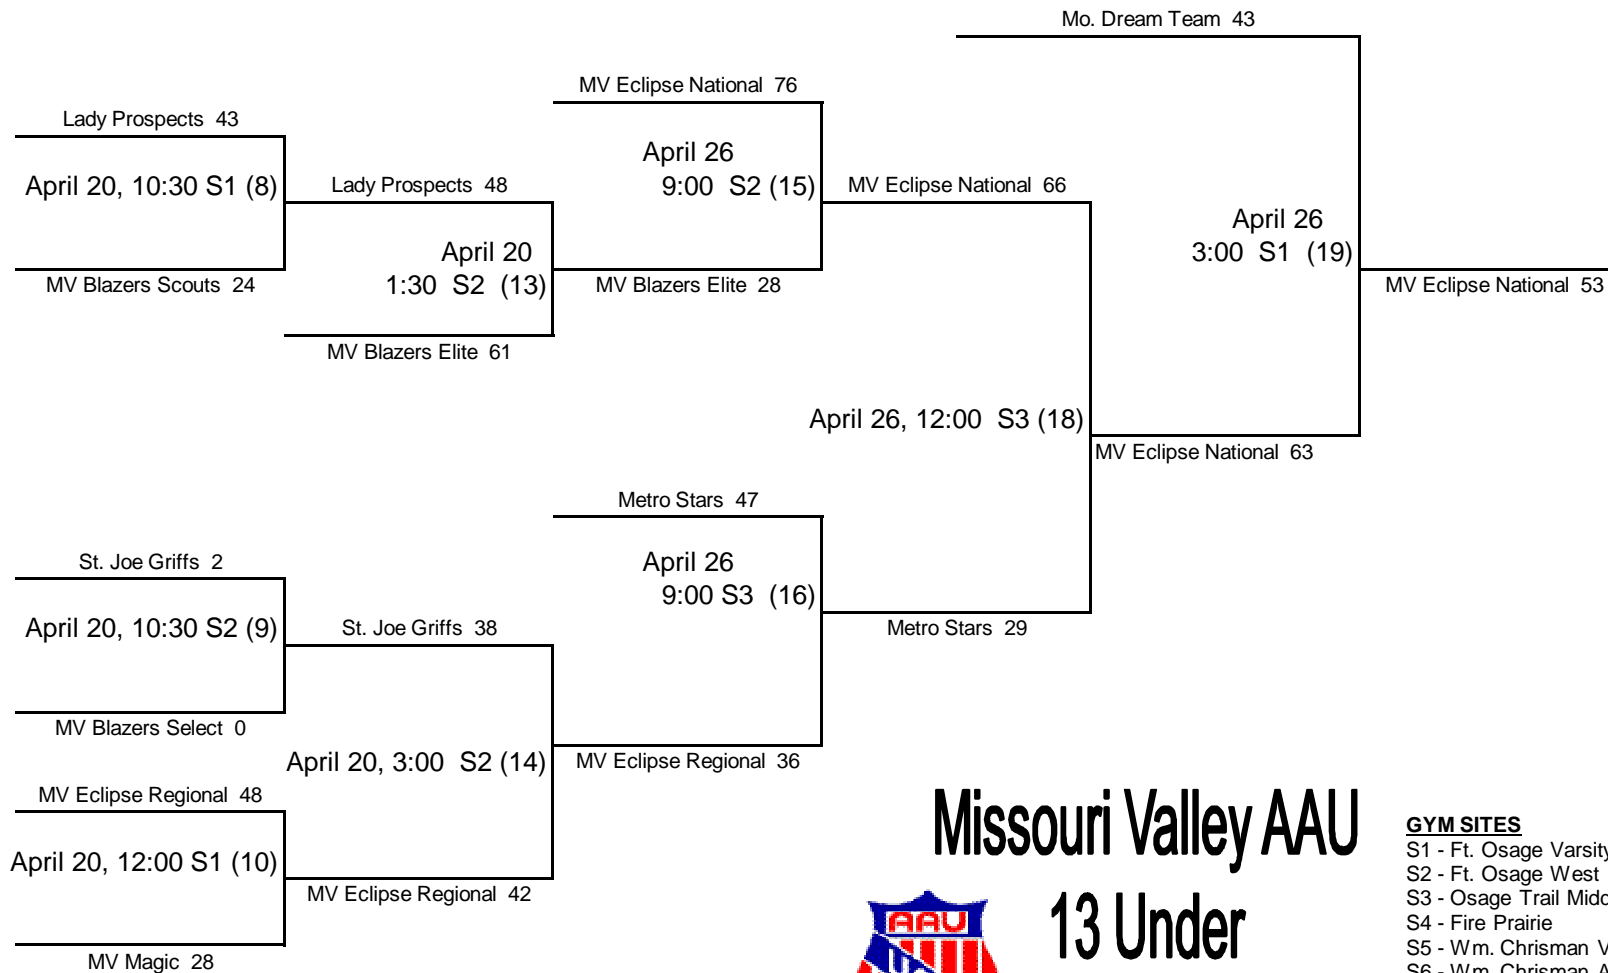 Mo. Dream Team 43
MV Eclipse National 76
Lady Prospects 43
April 26
9:00 S2 (15)
April 20, 10:30 S1 (8)
Lady Prospects 48
MV Eclipse National 66
April 26
3:00 S1 (19)
April 20
1:30 S2 (13)
MV Blazers Scouts 24
MV Blazers Elite 28
MV Eclipse National 53
MV Blazers Elite 61
April 26, 12:00 S3 (18)
MV Eclipse National 63
Metro Stars 47
St. Joe Griffs 2
April 26
9:00 S3 (16)
April 20, 10:30 S2 (9)
St. Joe Griffs 38
Metro Stars 29
MV Blazers Select 0
April 20, 3:00 S2 (14)
MV Eclipse Regional 36
MV Eclipse Regional 48
April 20, 12:00 S1 (10)
MV Eclipse Regional 42
MV Magic 28
Missouri Valley AAU
13 Under
AAU
GYM SITES
S1 - Ft. Osage Varsity
S2 - Ft. Osage West
S3 - Osage Trail Midd
S4 - Fire Prairie
S5 - Wm. Chrisman V
S6 - Wm. Chrisman A